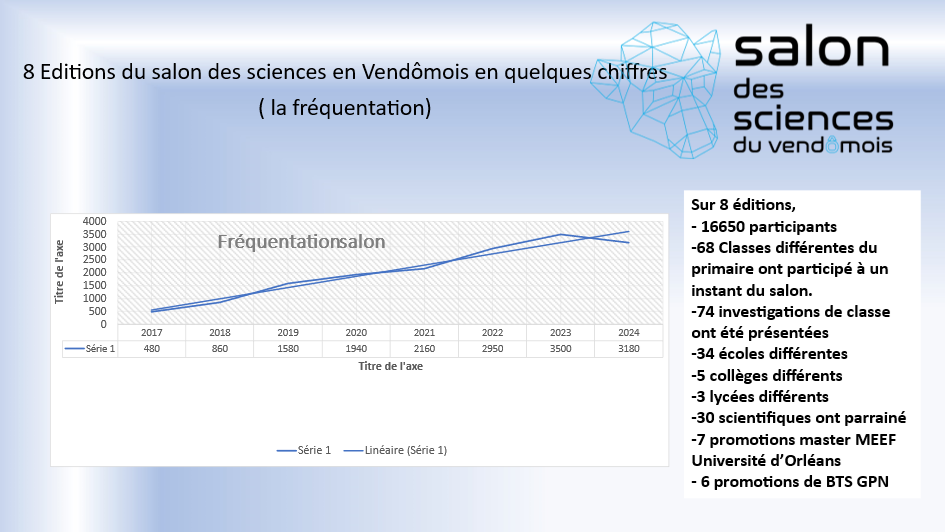 8 Editions du salon des sciences en Vendômois en quelques chiffres
( la fréquentation)
salon
des
sciences
du vendômois
Fréquentationsalon
Titre de l'axe
4000
3500
3000
2500
2000
1500
1000
500
0
2017 2018 2019 2020 2021 2022 2023 2024
Série 1 480 860 1580 1940 2160 2950 3500 3180
Titre de l'axe
Série 1 Linéaire (Série 1)
Sur 8 éditions,
- 16650 participants
-68 Classes différentes du
primaire ont participé à un
instant du salon.
-74 investigations de classe
ont été présentées
-34 écoles différentes
-5 collèges différents
-3 lycées différents
-30 scientifiques ont parrainé
-7 promotions master MEEF
Université d’Orléans
- 6 promotions de BTS GPN